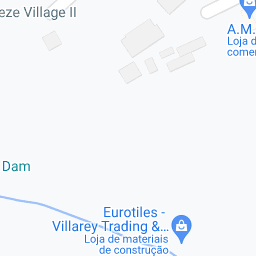 eze Village II
A.M.
Loja d
comer
Dam
Eurotiles -
Villarey Trading &...
Loja de materiais
de construção